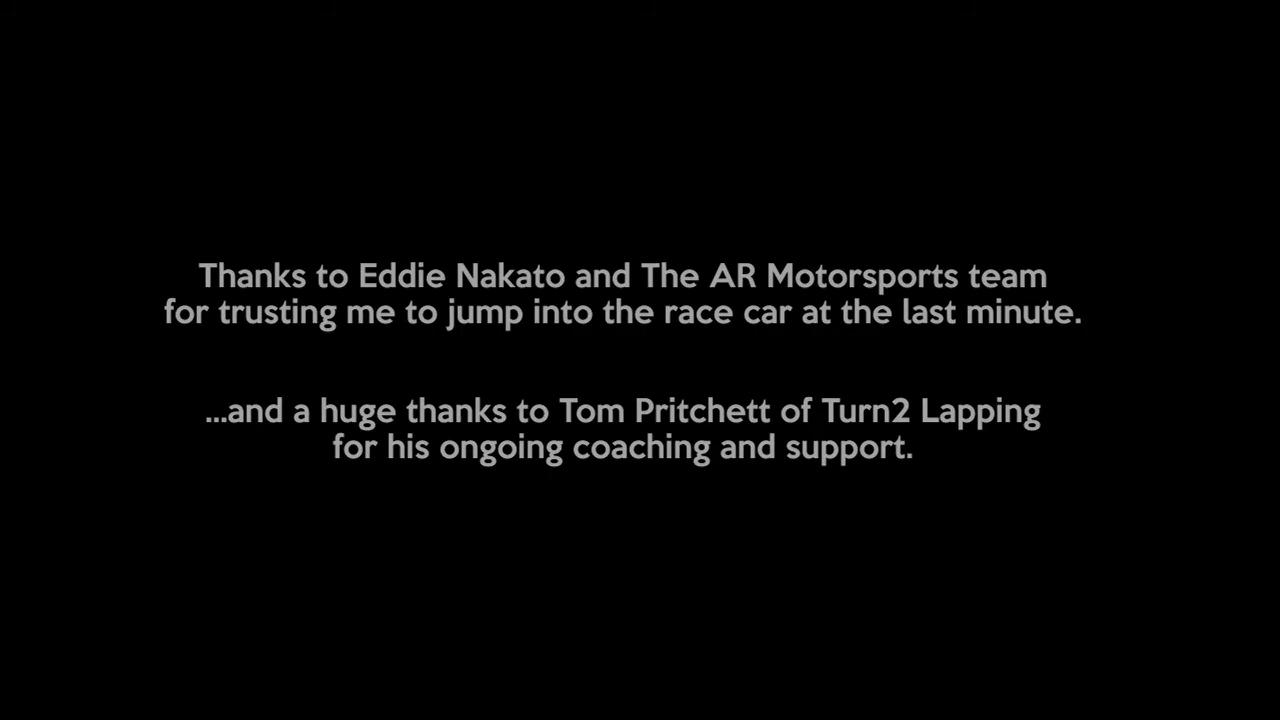 Thanks to Eddie Nakato and The AR Motorsports team
for trusting me to jump into the race car at the last minute.
...and a huge thanks to Tom Pritchett of Turn2 Lapping
for his ongoing coaching and support.